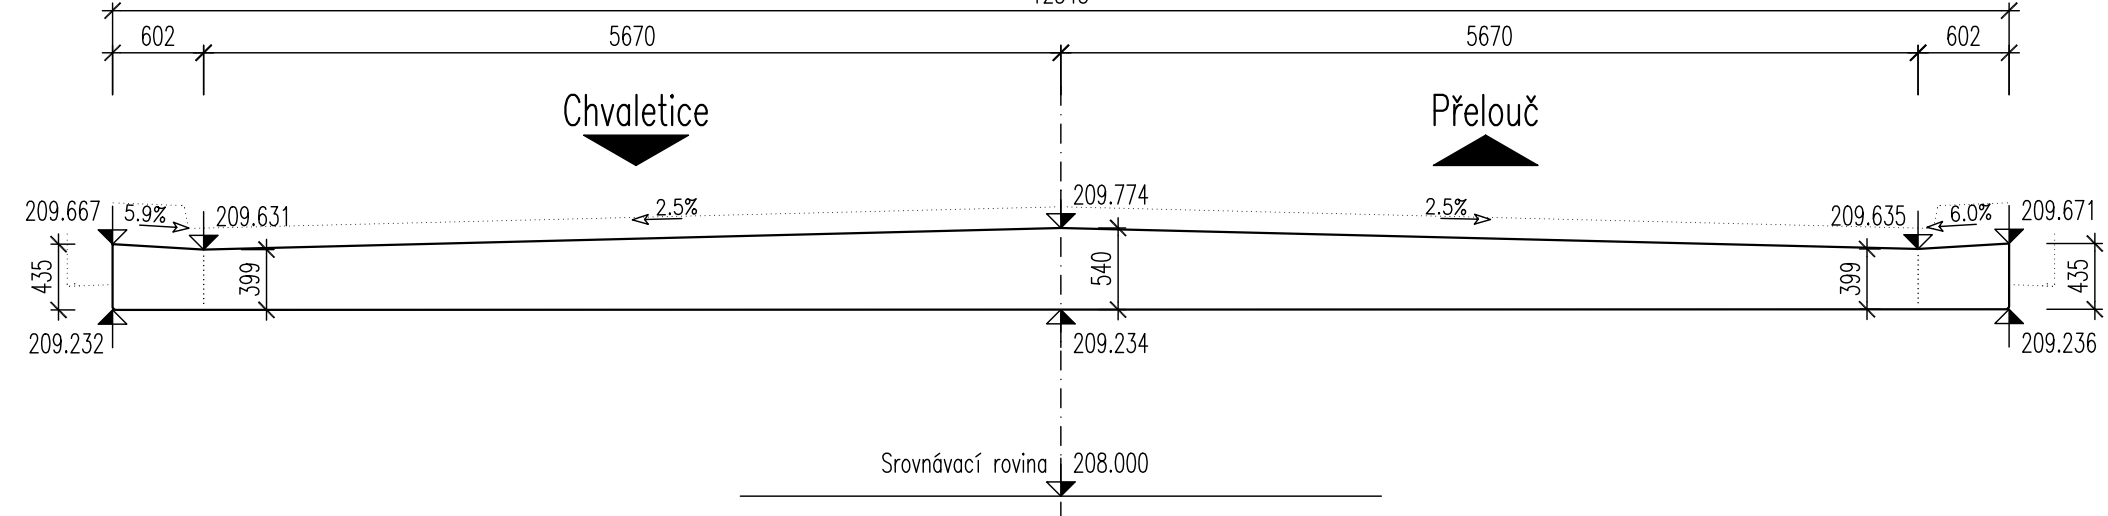 602 5670 5670 602
Chvaletice Přelouč
209.667 5.9% 209.631 2.5% 209.774 2.5% 209.635 6.0% 209.671
435 399 540 399 435
209.232 209.234 209.236
Srovnávací rovina 208.000